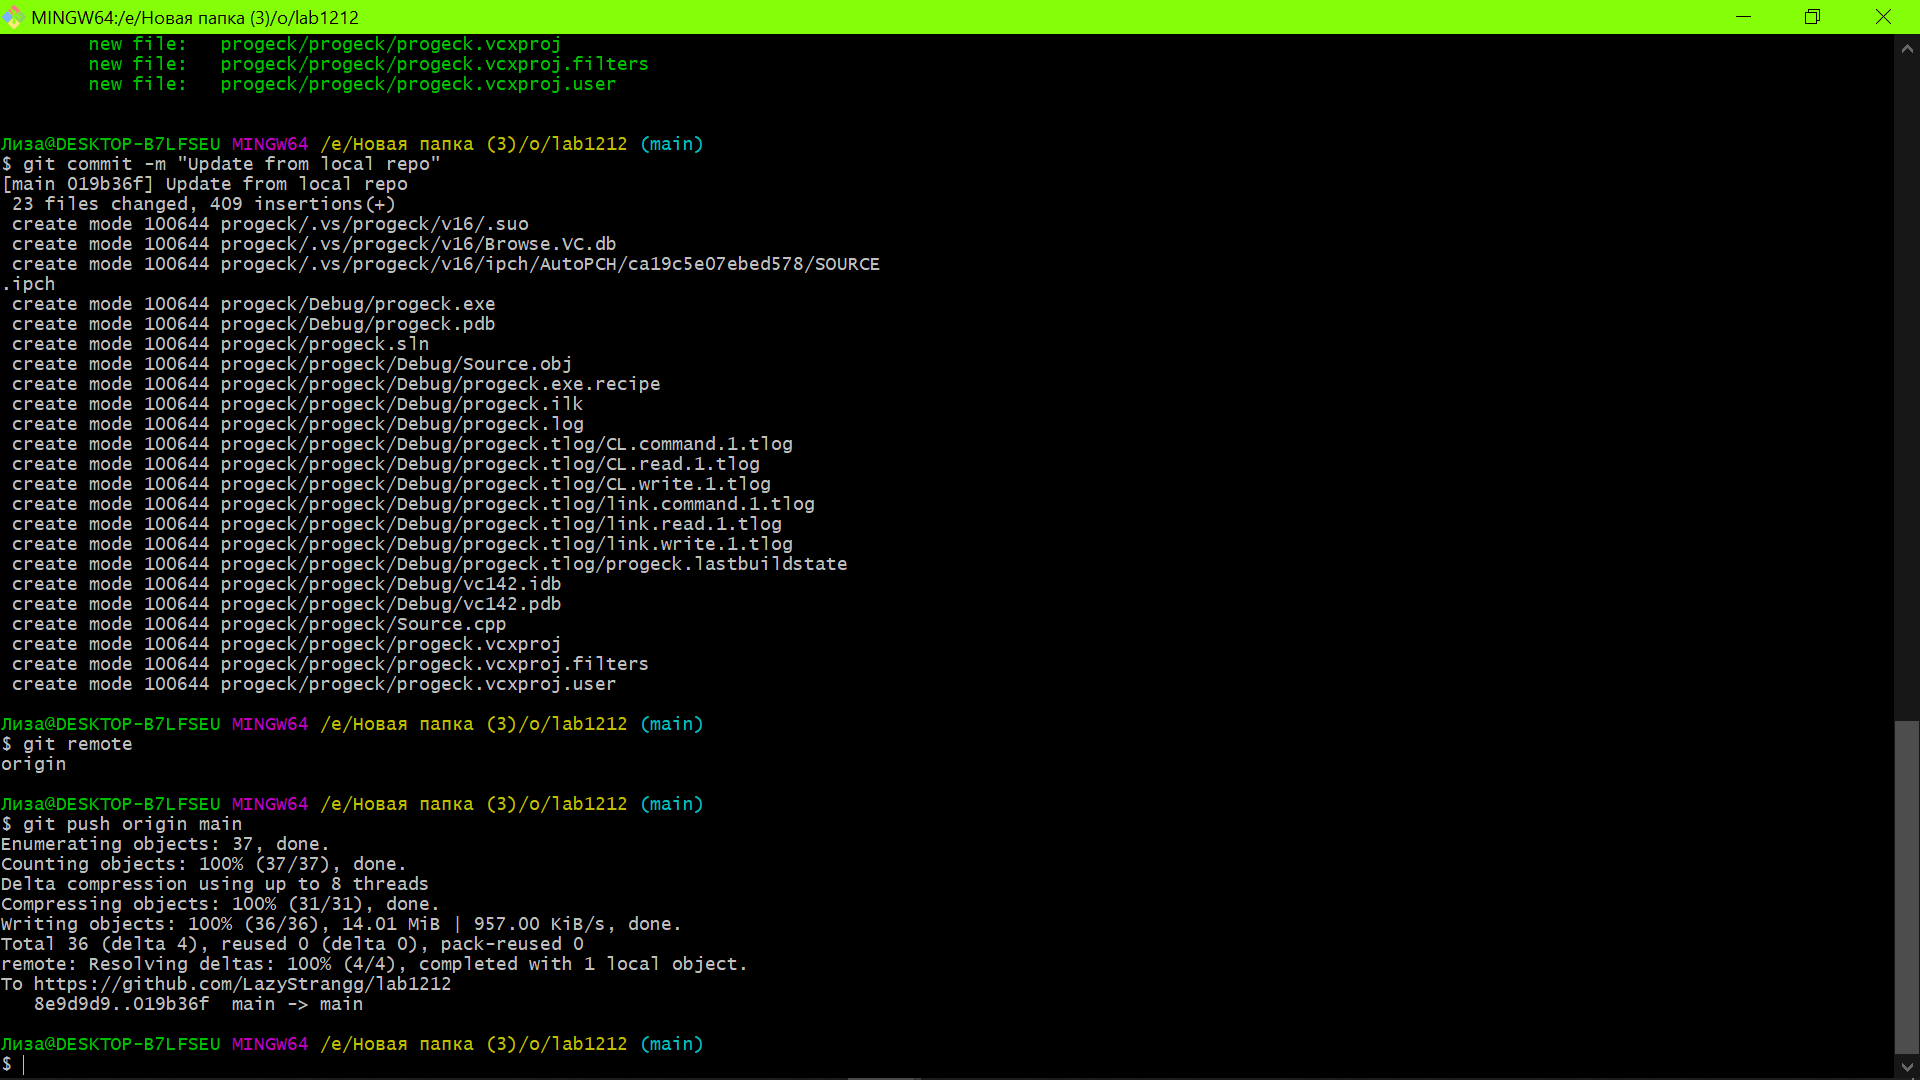 MINGW64:/e/Новая папка (3)/o/lab1212
new file:   progeck/progeck/progeck.vcxproj
new file:   progeck/progeck/progeck.vcxproj.filters
new file:   progeck/progeck/progeck.vcxproj.user
Лиза@DESKTOP-B7LFSEU MINGW64 /e/Новая папка (3)/o/lab1212 (main)
$ git commit -m "Update from local repo"
[main 019b36f] Update from local repo
 23 files changed, 409 insertions(+)
 create mode 100644 progeck/.vs/progeck/v16/.suo
 create mode 100644 progeck/.vs/progeck/v16/Browse.VC.db
 create mode 100644 progeck/.vs/progeck/v16/ipch/AutoPCH/ca19c5e07ebed578/SOURCE
.ipch
 create mode 100644 progeck/Debug/progeck.exe
 create mode 100644 progeck/Debug/progeck.pdb
 create mode 100644 progeck/progeck.sln
 create mode 100644 progeck/progeck/Debug/Source.obj
 create mode 100644 progeck/progeck/Debug/progeck.exe.recipe
 create mode 100644 progeck/progeck/Debug/progeck.ilk
 create mode 100644 progeck/progeck/Debug/progeck.log
 create mode 100644 progeck/progeck/Debug/progeck.tlog/CL.command.1.tlog
 create mode 100644 progeck/progeck/Debug/progeck.tlog/CL.read.1.tlog
 create mode 100644 progeck/progeck/Debug/progeck.tlog/CL.write.1.tlog
 create mode 100644 progeck/progeck/Debug/progeck.tlog/link.command.1.tlog
 create mode 100644 progeck/progeck/Debug/progeck.tlog/link.read.1.tlog
 create mode 100644 progeck/progeck/Debug/progeck.tlog/link.write.1.tlog
 create mode 100644 progeck/progeck/Debug/progeck.tlog/progeck.lastbuildstate
 create mode 100644 progeck/progeck/Debug/vc142.idb
 create mode 100644 progeck/progeck/Debug/vc142.pdb
 create mode 100644 progeck/progeck/Source.cpp
 create mode 100644 progeck/progeck/progeck.vcxproj
 create mode 100644 progeck/progeck/progeck.vcxproj.filters
 create mode 100644 progeck/progeck/progeck.vcxproj.user
Лиза@DESKTOP-B7LFSEU MINGW64 /e/Новая папка (3)/o/lab1212 (main)
$ git remote
origin
Лиза@DESKTOP-B7LFSEU MINGW64 /e/Новая папка (3)/o/lab1212 (main)
$ git push origin main
Enumerating objects: 37, done.
Counting objects: 100% (37/37), done.
Delta compression using up to 8 threads
Compressing objects: 100% (31/31), done.
Writing objects: 100% (36/36), 14.01 MiB | 957.00 KiB/s, done.
Total 36 (delta 4), reused 0 (delta 0), pack-reused 0
remote: Resolving deltas: 100% (4/4), completed with 1 local object.
To https://github.com/LazyStrangg/lab1212
   8e9d9d9..019b36f  main -> main
Лиза@DESKTOP-B7LFSEU MINGW64 /e/Новая папка (3)/o/lab1212 (main)
$